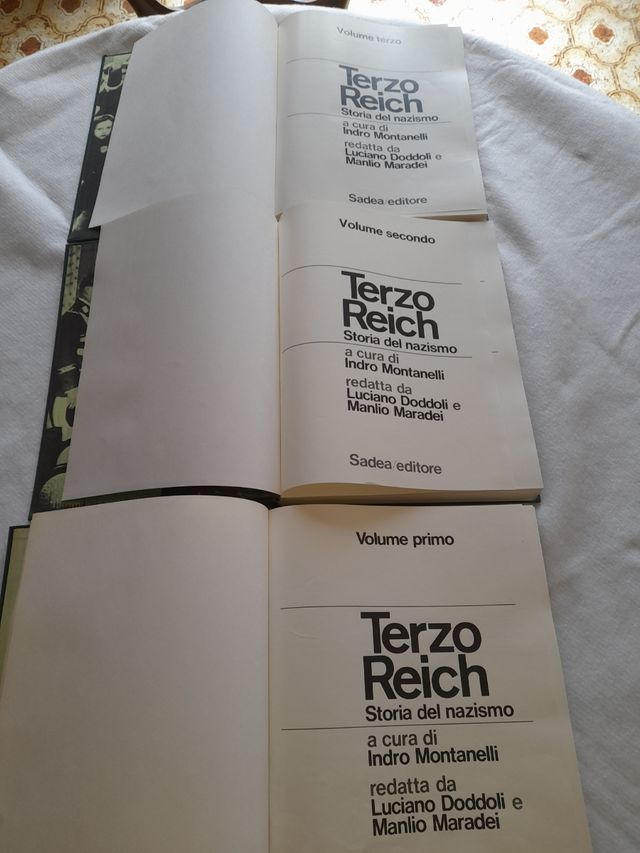 Volume terzo
Terzo
Reich
Storia del nazismo
a cura di
Indro Montanelli
redatta da
Luciano Doddoli e
Manlio Maradei
Sadea/editore
Volume secondo
Terzo
Reich
Storia del nazismo
a cura di
Indro Montanelli
redatta da
Luciano Doddoli e
Manlio Maradei
Sadea/editore
Volume primo
Terzo
Reich
Storia del nazismo
a cura di
Indro Montanelli
redatta da
Luciano Doddoli e
Manlio Maradei